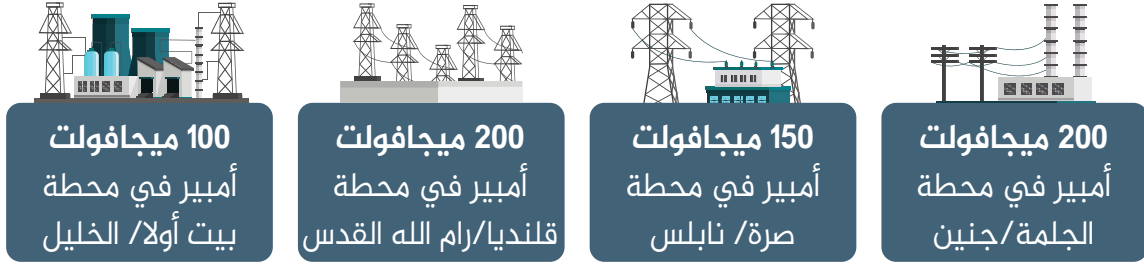 200 ميجافولت
أمبير في محطة
الجلمة/جنين
150 ميجافولت
أمبير في محطة
صرة/ نابلس
200 ميجافولت
أمبير في محطة
قلنديا/رام الله القدس
100 ميجافولت
أمبير في محطة
بيت أولا/ الخليل